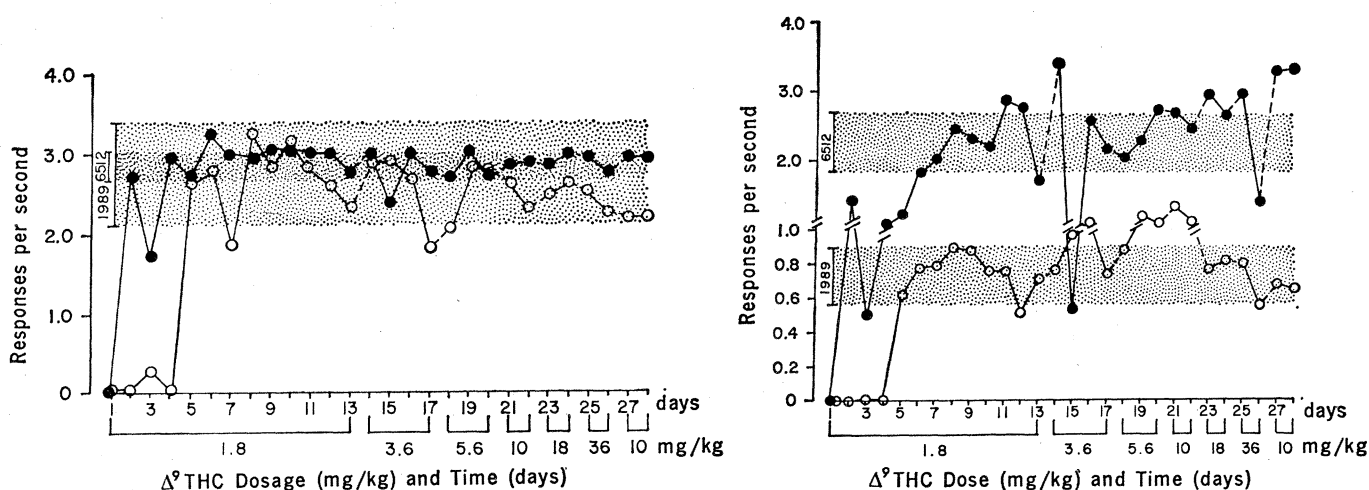 4.0
3.0
2.0
1.0
0
Responses per second
6512
1989
1 3 5 7 9 11 13 15 17 19 21 23 25 27 days
1.8 3.6 5.6 10 18 36 10 mg/kg
Δ⁹THC Dosage (mg/kg) and Time (days)
4.0
3.0
2.0
1.0
0.8
0.6
0.4
0.2
0
Responses per second
6512
1989
1 3 5 7 9 11 13 15 17 19 21 23 25 27 days
1.8 3.6 5.6 10 18 36 10 mg/kg
Δ⁹THC Dose (mg/kg) and Time (days)